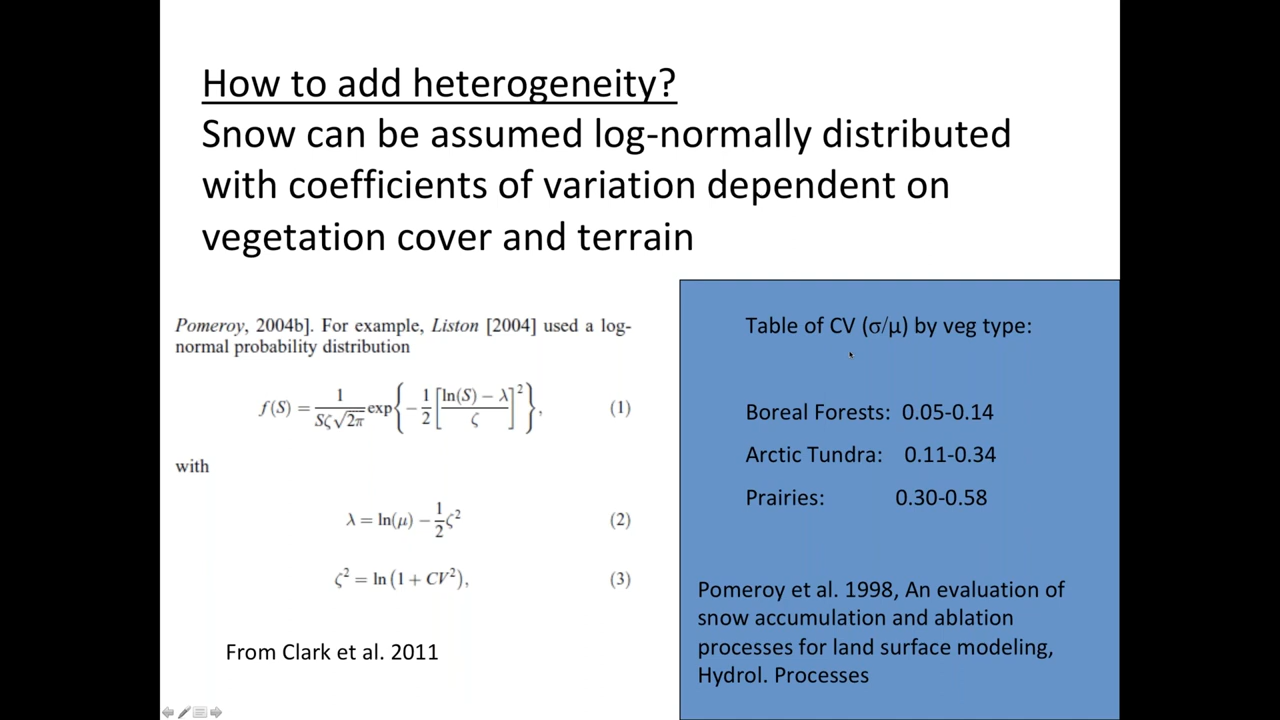 How to add heterogeneity?
Snow can be assumed log-normally distributed
with coefficients of variation dependent on
vegetation cover and terrain
Pomeroy, 2004b]. For example, Liston [2004] used a log-
normal probability distribution
f(S) = 1/(Sζ√2π) exp{−1/2[(ln(S) − λ)/ζ]²}, (1)
with
λ = ln(μ) − 1/2 ζ² (2)
ζ² = ln(1 + CV²), (3)
From Clark et al. 2011
Table of CV (σ/μ) by veg type:
Boreal Forests: 0.05-0.14
Arctic Tundra: 0.11-0.34
Prairies: 0.30-0.58
Pomeroy et al. 1998, An evaluation of
snow accumulation and ablation
processes for land surface modeling,
Hydrol. Processes